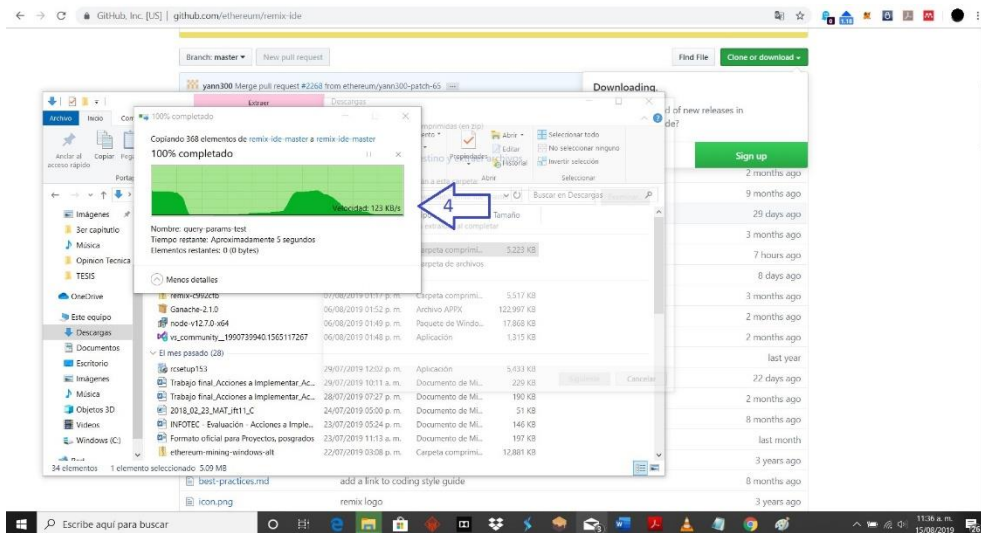 GitHub, Inc. [US] | github.com/ethereum/remix-ide
Branch: master
New pull request
Find File
Clone or download
yann300 Merge pull request #2268 from ethereum/yann300-patch-65
Downloading.
d of new releases in
de?
Sign up
Extraer
Descargas
Archivo
Inicio
Anclar al
acceso rápido
Copiar
Abrir
Editar
Historial
Propiedades
Abrir
Seleccionar todo
No seleccionar ninguno
Invertir selección
Seleccionar
Buscar en Descargas
Tamaño
100% completado
Copiando 368 elementos de remix-ide-master a remix-ide-master
100% completado
Velocidad: 123 KB/s
Nombre: query-params-test
Tiempo restante: Aproximadamente 5 segundos
Elementos restantes: 0 (0 bytes)
Menos detalles
4
Imágenes
3er capitutlo
Música
Opinion Tecnica
TESIS
OneDrive
Este equipo
Descargas
Documentos
Escritorio
Imágenes
Música
Objetos 3D
Videos
Windows (C:)
5,223 KB
remix-c992cfb 07/08/2019 01:17 p. m. Carpeta comprimi... 5,517 KB
Ganache-2.1.0 06/08/2019 01:52 p. m. Archivo APPX 122,997 KB
node-v12.7.0-x64 06/08/2019 01:49 p. m. Paquete de Windo... 17,868 KB
vs_community__1990739940.1565117267 06/08/2019 01:48 p. m. Aplicación 1,315 KB
El mes pasado (28)
rcsetup153 29/07/2019 12:02 p. m. Aplicación 5,433 KB
Trabajo final_Acciones a Implementar_Ac... 29/07/2019 10:11 a. m. Documento de Mi... 229 KB
Trabajo final_Acciones a Implementar_Ac... 28/07/2019 07:27 p. m. Documento de Mi... 190 KB
2018_02_23_MAT_ift11_C 24/07/2019 05:00 p. m. Documento de Mi... 51 KB
INFOTEC - Evaluación - Acciones a Imple... 23/07/2019 05:24 p. m. Documento de Mi... 146 KB
Formato oficial para Proyectos, posgrados 23/07/2019 11:13 a. m. Documento de Mi... 197 KB
ethereum-mining-windows-alt 22/07/2019 03:08 p. m. Carpeta comprimi... 12,881 KB
Cancelar
34 elementos 1 elemento seleccionado 5.09 MB
2 months ago
9 months ago
29 days ago
3 months ago
7 hours ago
8 days ago
3 months ago
2 months ago
2 months ago
last year
22 days ago
2 months ago
8 months ago
last month
3 years ago
best-practices.md add a link to coding style guide 8 months ago
icon.png remix logo 3 years ago
Escribe aquí para buscar
11:36 a. m.
15/08/2019